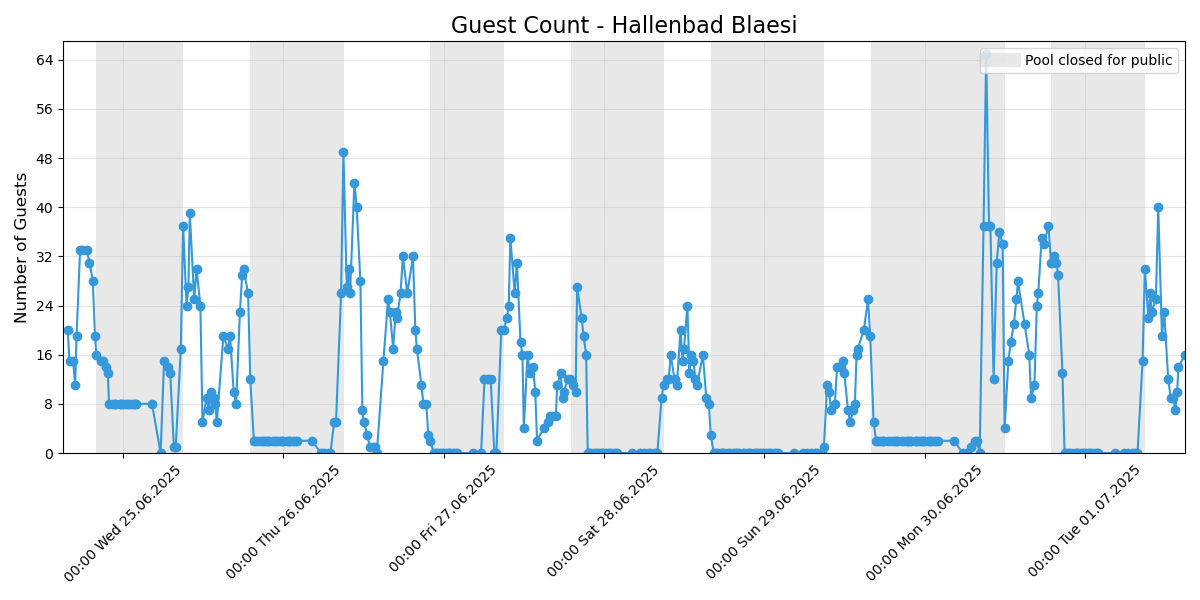 Guest Count - Hallenbad Blaesi
Pool closed for public
Number of Guests
64
56
48
40
32
24
16
8
0
00:00 Wed 25.06.2025
00:00 Thu 26.06.2025
00:00 Fri 27.06.2025
00:00 Sat 28.06.2025
00:00 Sun 29.06.2025
00:00 Mon 30.06.2025
00:00 Tue 01.07.2025